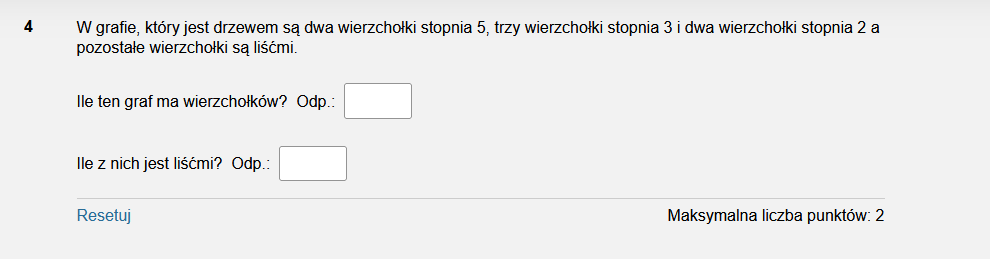 4 W grafie, który jest drzewem są dwa wierzchołki stopnia 5, trzy wierzchołki stopnia 3 i dwa wierzchołki stopnia 2 a
pozostałe wierzchołki są liśćmi.
Ile ten graf ma wierzchołków? Odp.:
Ile z nich jest liśćmi? Odp.:
Resetuj Maksymalna liczba punktów: 2